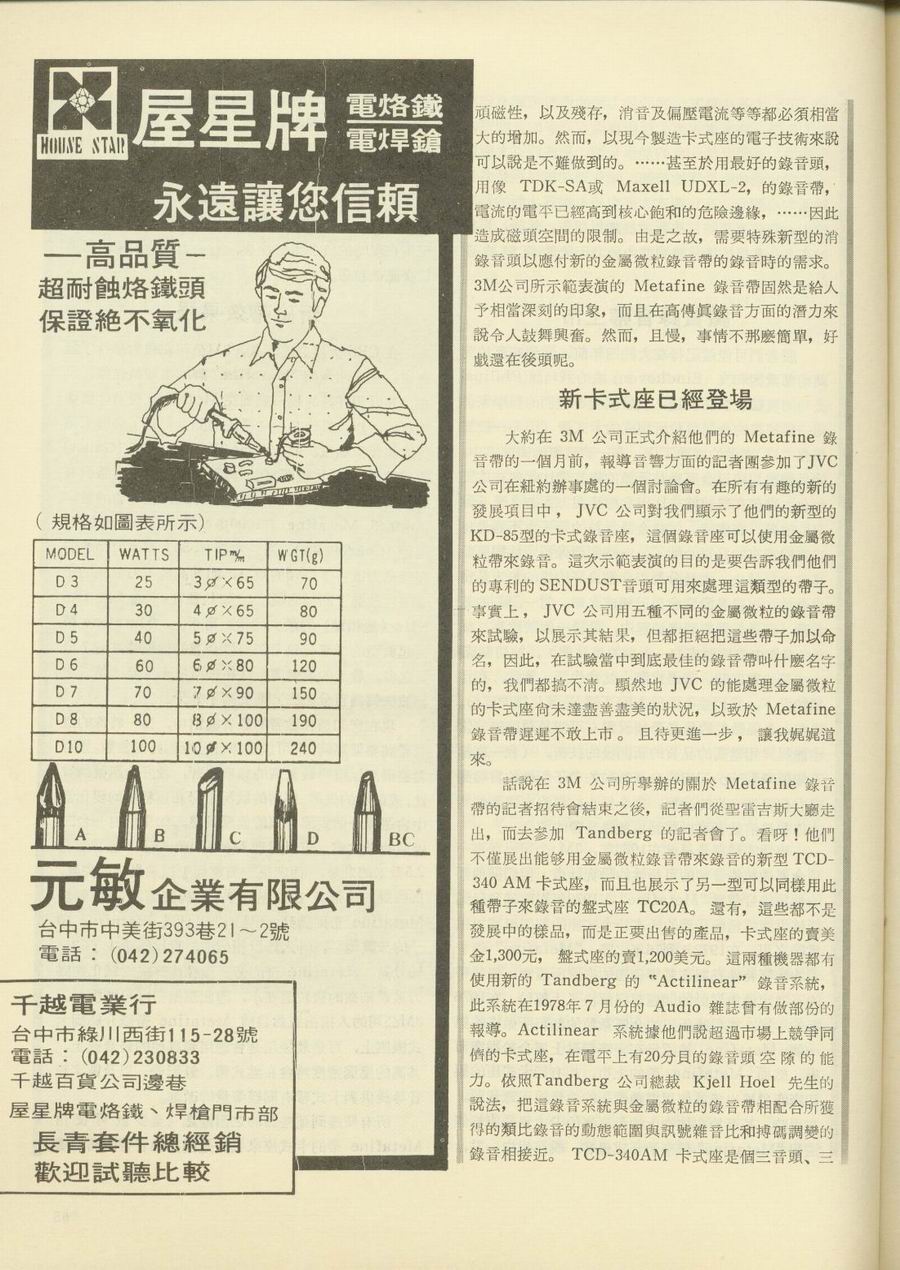 HOUSE STAR
屋星牌
電烙鐵
電焊鎗
永遠讓您信賴
—高品質—
超耐蝕烙鐵頭
保證絕不氧化
(規格如圖表所示)
MODEL WATTS TIP m/m WGT(g)
D3 25 3∅×65 70
D4 30 4∅×65 80
D5 40 5∅×75 90
D6 60 6∅×80 120
D7 70 7∅×90 150
D8 80 8∅×100 190
D10 100 10∅×100 240
A B C D BC
元敏企業有限公司
台中市中美街393巷21～2號
電話：(042)274065
千越電業行
台中市綠川西街115-28號
電話：(042)230833
千越百貨公司邊巷
屋星牌電烙鐵、焊槍門市部
長青套件總經銷
歡迎試聽比較
頑磁性，以及殘存，消音及偏壓電流等等都必須相當
大的增加。然而，以現今製造卡式座的電子技術來說
可以說是不難做到的。……甚至於用最好的錄音頭，
用像 TDK-SA或 Maxell UDXL-2，的錄音帶，
電流的電平已經高到核心飽和的危險邊緣，……因此
造成磁頭空間的限制。由是之故，需要特殊新型的消
錄音頭以應付新的金屬微粒錄音帶的錄音時的需求。
3M公司所示範表演的 Metafine 錄音帶固然是給人
予相當深刻的印象，而且在高傳眞錄音方面的潛力來
說令人鼓舞興奮。然而，且慢，事情不那麽簡單，好
戲還在後頭呢。
新卡式座已經登場
大約在 3M 公司正式介紹他們的 Metafine 錄
音帶的一個月前，報導音響方面的記者團參加了JVC
公司在紐約辦事處的一個討論會。在所有有趣的新的
發展項目中，JVC 公司對我們顯示了他們的新型的
KD-85型的卡式錄音座，這個錄音座可以使用金屬微
粒帶來錄音。這次示範表演的目的是要告訴我們他們
的專利的 SENDUST音頭可用來處理這類型的帶子。
事實上，JVC 公司用五種不同的金屬微粒的錄音帶
來試驗，以展示其結果，但都拒絕把這些帶子加以命
名，因此，在試驗當中到底最佳的錄音帶叫什麽名字
的，我們都搞不清。顯然地 JVC 的能處理金屬微粒
的卡式座尙未達盡善盡美的狀況，以致於 Metafine
錄音帶遲遲不敢上市。且待更進一步，讓我娓娓道
來。
話說在 3M 公司所舉辦的關於 Metafine 錄音
帶的記者招待會結束之後，記者們從聖雷吉斯大廳走
出，而去參加 Tandberg 的記者會了。看呀！他們
不僅展出能够用金屬微粒錄音帶來錄音的新型 TCD-
340 AM 卡式座，而且也展示了另一型可以同樣用此
種帶子來錄音的盤式座 TC20A。還有，這些都不是
發展中的樣品，而是正要出售的產品，卡式座的賣美
金1,300元，盤式座的賣1,200美元。這兩種機器都有
使用新的 Tandberg 的 “Actilinear” 錄音系統，
此系統在1978年7月份的 Audio 雜誌曾有做部份的
報導。Actilinear 系統據他們說超過市場上競爭同
儕的卡式座，在電平上有20分貝的錄音頭空隙的能
力。依照Tandberg 公司總裁 Kjell Hoel 先生的
說法，把這錄音系統與金屬微粒的錄音帶相配合所獲
得的類比錄音的動態範圍與訊號雜音比和搏碼調變的
錄音相接近。TCD-340AM 卡式座是個三音頭、三